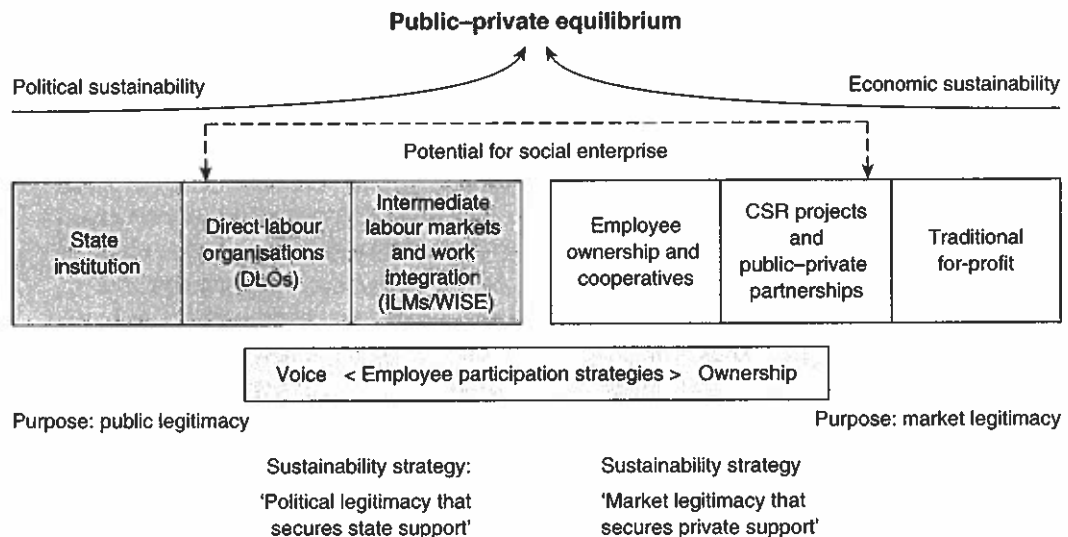 Public–private equilibrium
Political sustainability
Economic sustainability
Potential for social enterprise
State
institution
Direct labour
organisations
(DLOs)
Intermediate
labour markets
and work
integration
(ILMs/WISE)
Employee
ownership and
cooperatives
CSR projects
and
public–private
partnerships
Traditional
for-profit
Voice < Employee participation strategies > Ownership
Purpose: public legitimacy
Purpose: market legitimacy
Sustainability strategy:
'Political legitimacy that
secures state support'
Sustainability strategy
'Market legitimacy that
secures private support'